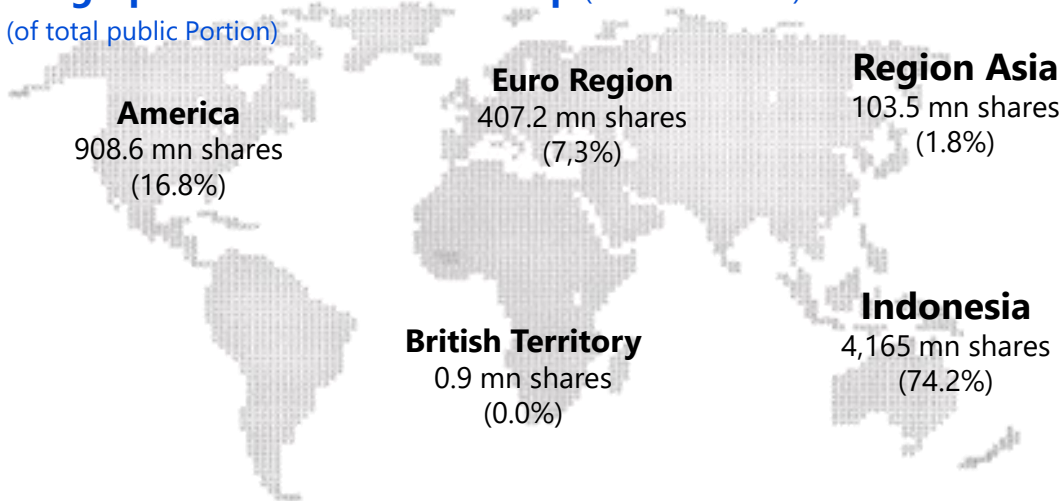 (of total public Portion)
America
908.6 mn shares
(16.8%)
Euro Region
407.2 mn shares
(7,3%)
Region Asia
103.5 mn shares
(1.8%)
British Territory
0.9 mn shares
(0.0%)
Indonesia
4,165 mn shares
(74.2%)